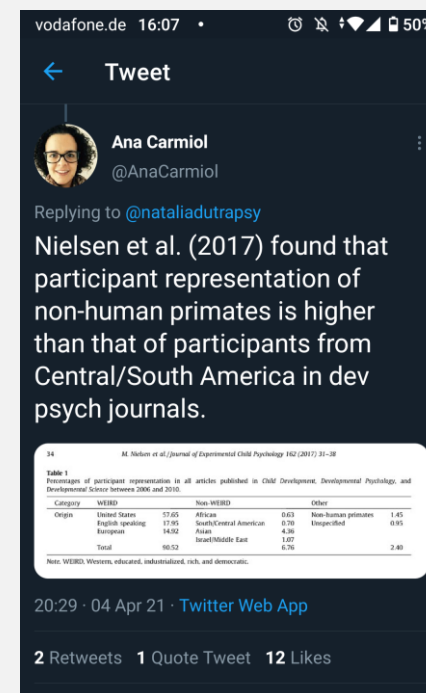 vodafone.de 16:07 • 50%
Tweet
Ana Carmiol
@AnaCarmiol
Replying to @nataliadutrapsy
Nielsen et al. (2017) found that
participant representation of
non-human primates is higher
than that of participants from
Central/South America in dev
psych journals.
34 M. Nielsen et al. / Journal of Experimental Child Psychology 162 (2017) 31–38
Table 1
Percentages of participant representation in all articles published in Child Development, Developmental Psychology, and
Developmental Science between 2006 and 2010.
Category WEIRD Non-WEIRD Other
Origin United States 57.65 African 0.63 Non-human primates 1.45
English speaking 17.95 South/Central American 0.70 Unspecified 0.95
European 14.92 Asian 4.36
Israel/Middle East 1.07
Total 90.52 6.76 2.40
Note. WEIRD, Western, educated, industrialized, rich, and democratic.
20:29 · 04 Apr 21 · Twitter Web App
2 Retweets 1 Quote Tweet 12 Likes